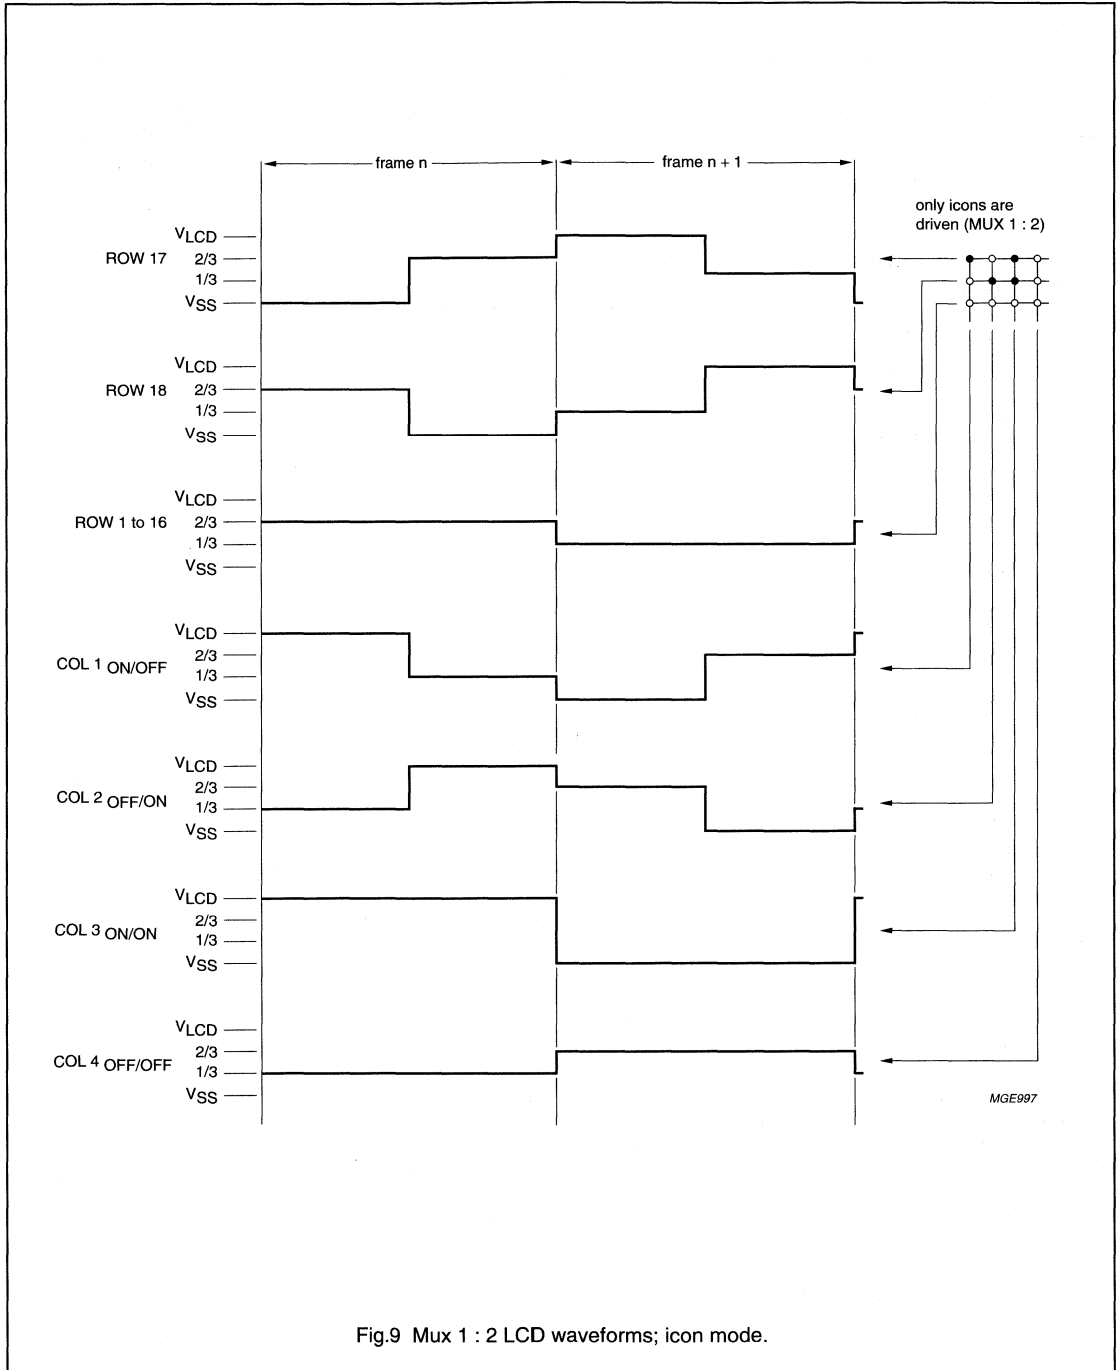 frame n
frame n + 1
only icons are
driven (MUX 1 : 2)
ROW 17
VLCD
2/3
1/3
VSS
ROW 18
VLCD
2/3
1/3
VSS
ROW 1 to 16
VLCD
2/3
1/3
VSS
COL 1 ON/OFF
VLCD
2/3
1/3
VSS
COL 2 OFF/ON
VLCD
2/3
1/3
VSS
COL 3 ON/ON
VLCD
2/3
1/3
VSS
COL 4 OFF/OFF
VLCD
2/3
1/3
VSS
MGE997
Fig.9 Mux 1 : 2 LCD waveforms; icon mode.